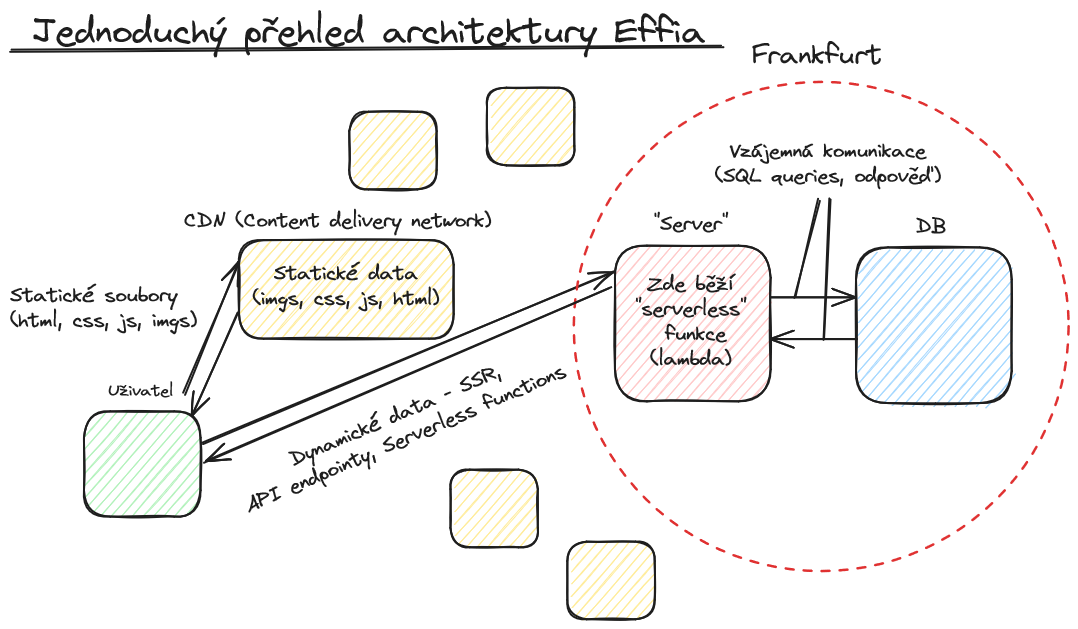 Jednoduchý přehled architektury Effia
Frankfurt
Vzájemná komunikace
(SQL queries, odpověď)
CDN (Content delivery network)
"Server"
DB
Statické data
(imgs, css, js, html)
Statické soubory
(html, css, js, imgs)
Zde běží
"serverless"
funkce
(lambda)
Uživatel
Dynamické data - SSR,
API endpointy, Serverless functions